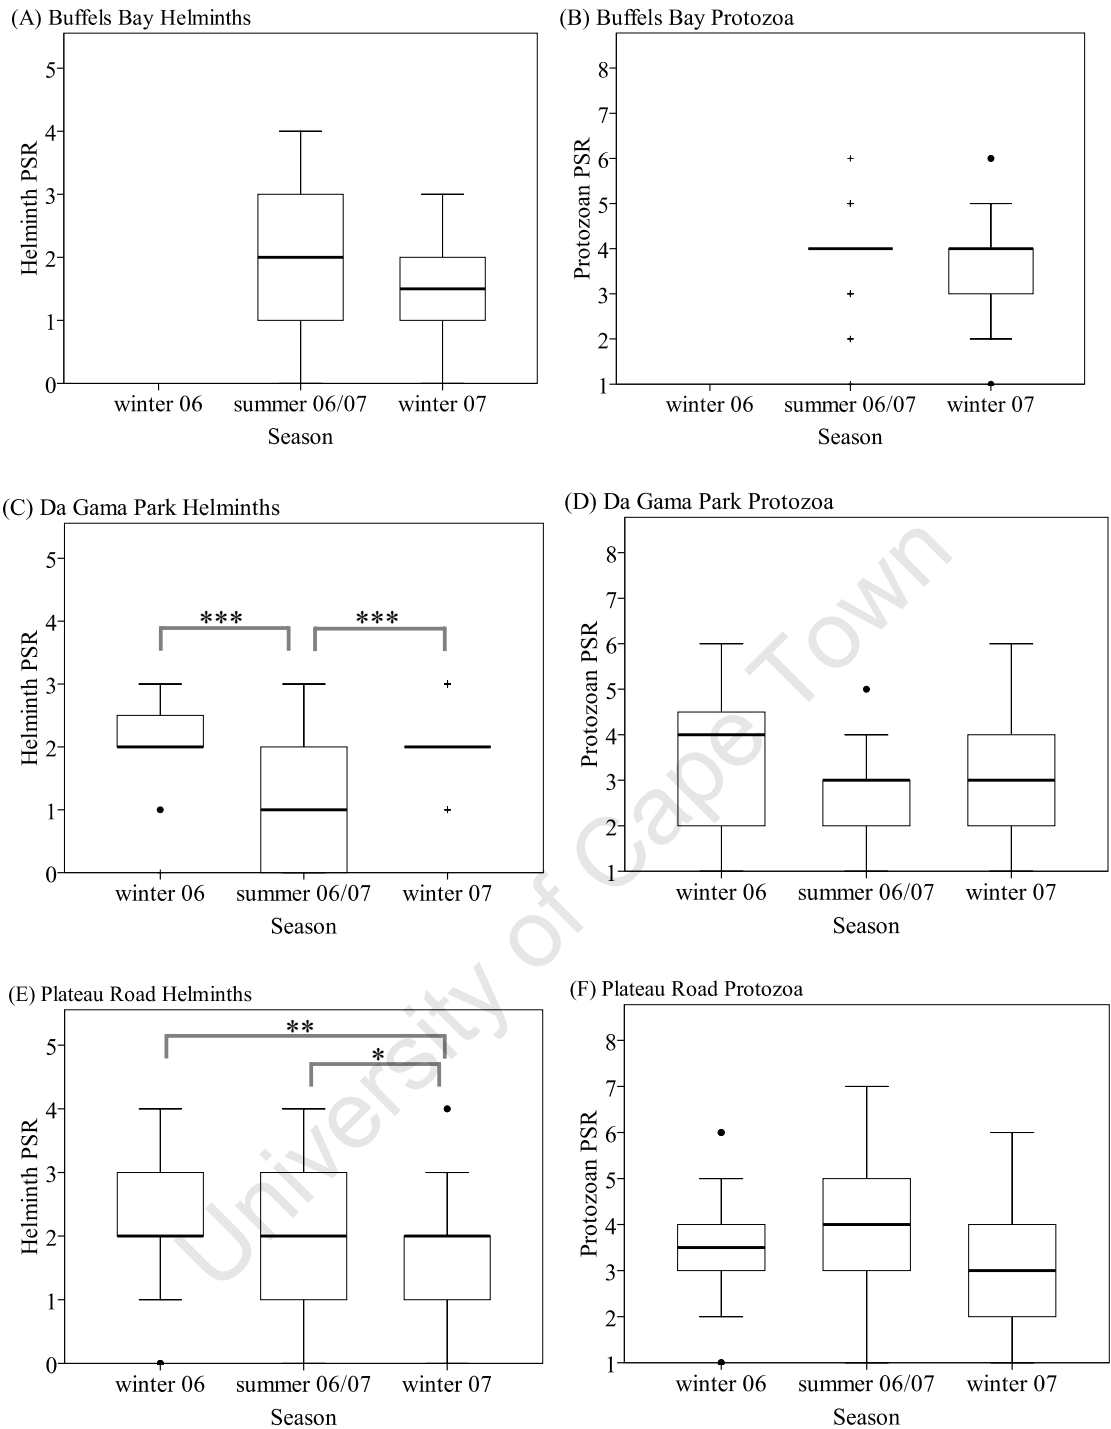 (A) Buffels Bay Helminths
5
4
3
2
1
0
Helminth PSR
winter 06 summer 06/07 winter 07
Season
(B) Buffels Bay Protozoa
8
7
6
5
4
3
2
1
Protozoan PSR
winter 06 summer 06/07 winter 07
Season
(C) Da Gama Park Helminths
5
4
3
2
1
0
Helminth PSR
*** ***
winter 06 summer 06/07 winter 07
Season
(D) Da Gama Park Protozoa
8
7
6
5
4
3
2
1
Protozoan PSR
winter 06 summer 06/07 winter 07
Season
(E) Plateau Road Helminths
5
4
3
2
1
0
Helminth PSR
**
*
winter 06 summer 06/07 winter 07
Season
(F) Plateau Road Protozoa
8
7
6
5
4
3
2
1
Protozoan PSR
winter 06 summer 06/07 winter 07
Season
University of Cape Town